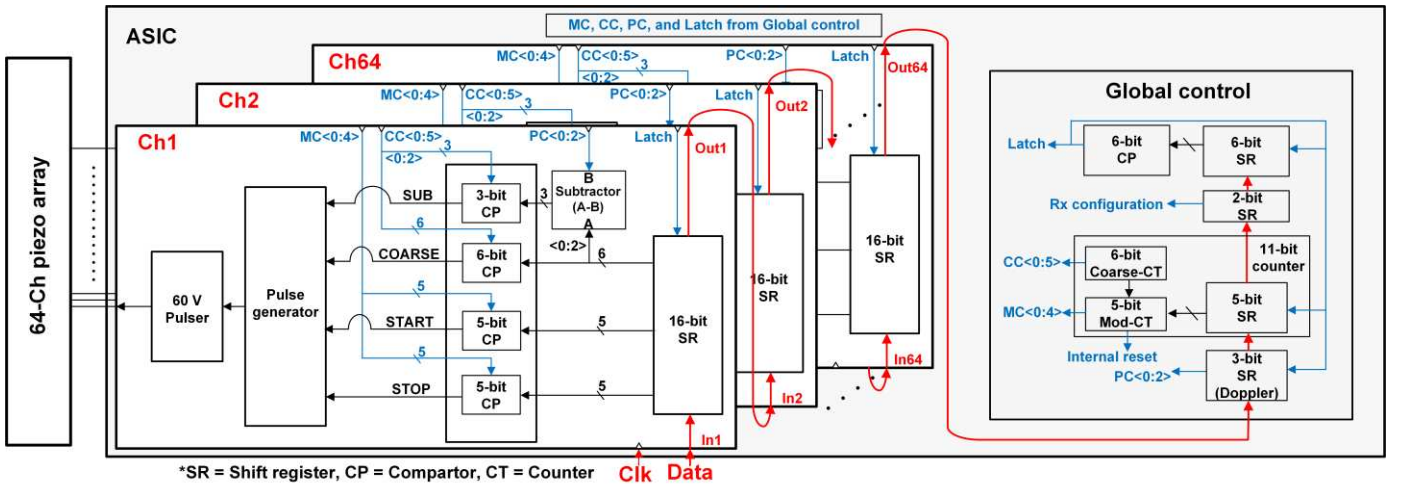 MC, CC, PC, and Latch from Global control
ASIC
64-Ch piezo array
Ch64
MC<0:4>
CC<0:5>
3
<0:2>
PC<0:2>
Latch
Out64
Ch2
MC<0:4>
CC<0:5>
3
<0:2>
PC<0:2>
Latch
Out2
Ch1
MC<0:4>
CC<0:5>
3
<0:2>
PC<0:2>
Latch
Out1
SUB
3-bit
CP
3
B
Subtractor
(A-B)
A
<0:2>
6
COARSE
6-bit
CP
6
5
START
5-bit
CP
5
5
STOP
5-bit
CP
5
60 V
Pulser
Pulse
generator
16-bit
SR
In1
16-bit
SR
In2
16-bit
SR
In64
Global control
Latch
6-bit
CP
6-bit
SR
Rx configuration
2-bit
SR
11-bit
counter
CC<0:5>
6-bit
Coarse-CT
MC<0:4>
5-bit
Mod-CT
5-bit
SR
Internal reset
PC<0:2>
3-bit
SR
(Doppler)
*SR = Shift register, CP = Compartor, CT = Counter
Clk
Data